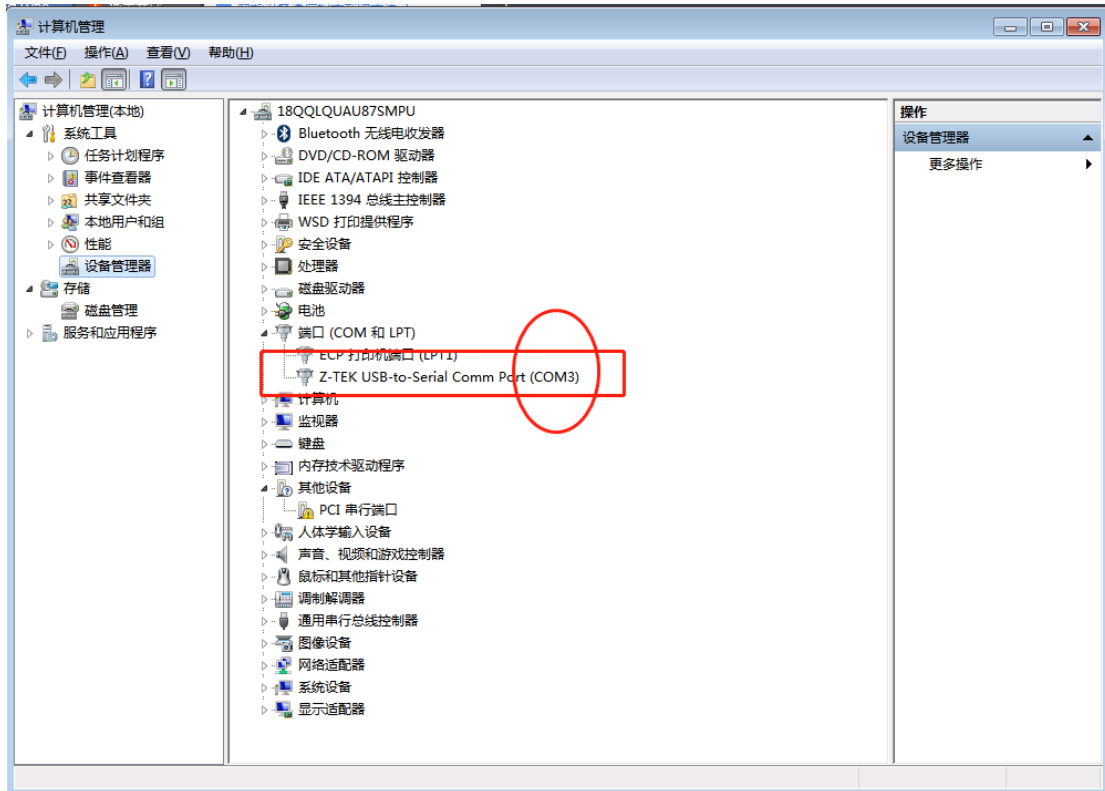 计算机管理
文件(F) 操作(A) 查看(V) 帮助(H)
计算机管理(本地)
系统工具
任务计划程序
事件查看器
共享文件夹
本地用户和组
性能
设备管理器
存储
磁盘管理
服务和应用程序
18QQLQUAU87SMPU
Bluetooth 无线电收发器
DVD/CD-ROM 驱动器
IDE ATA/ATAPI 控制器
IEEE 1394 总线主控制器
WSD 打印提供程序
安全设备
处理器
磁盘驱动器
电池
端口 (COM 和 LPT)
ECP 打印机端口 (LPT1)
Z-TEK USB-to-Serial Comm Port (COM3)
计算机
监视器
键盘
内存技术驱动程序
其他设备
PCI 串行端口
人体学输入设备
声音、视频和游戏控制器
鼠标和其他指针设备
调制解调器
通用串行总线控制器
图像设备
网络适配器
系统设备
显示适配器
操作
设备管理器
更多操作